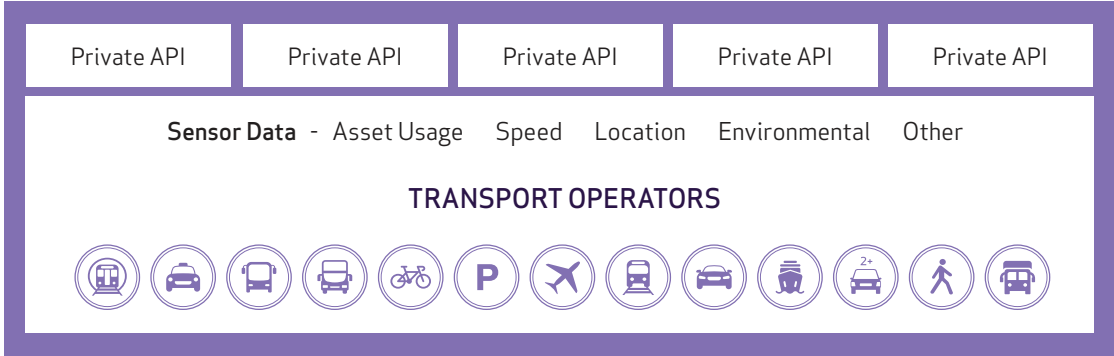 Private API Private API Private API Private API Private API
Sensor Data - Asset Usage Speed Location Environmental Other
TRANSPORT OPERATORS
P
2+